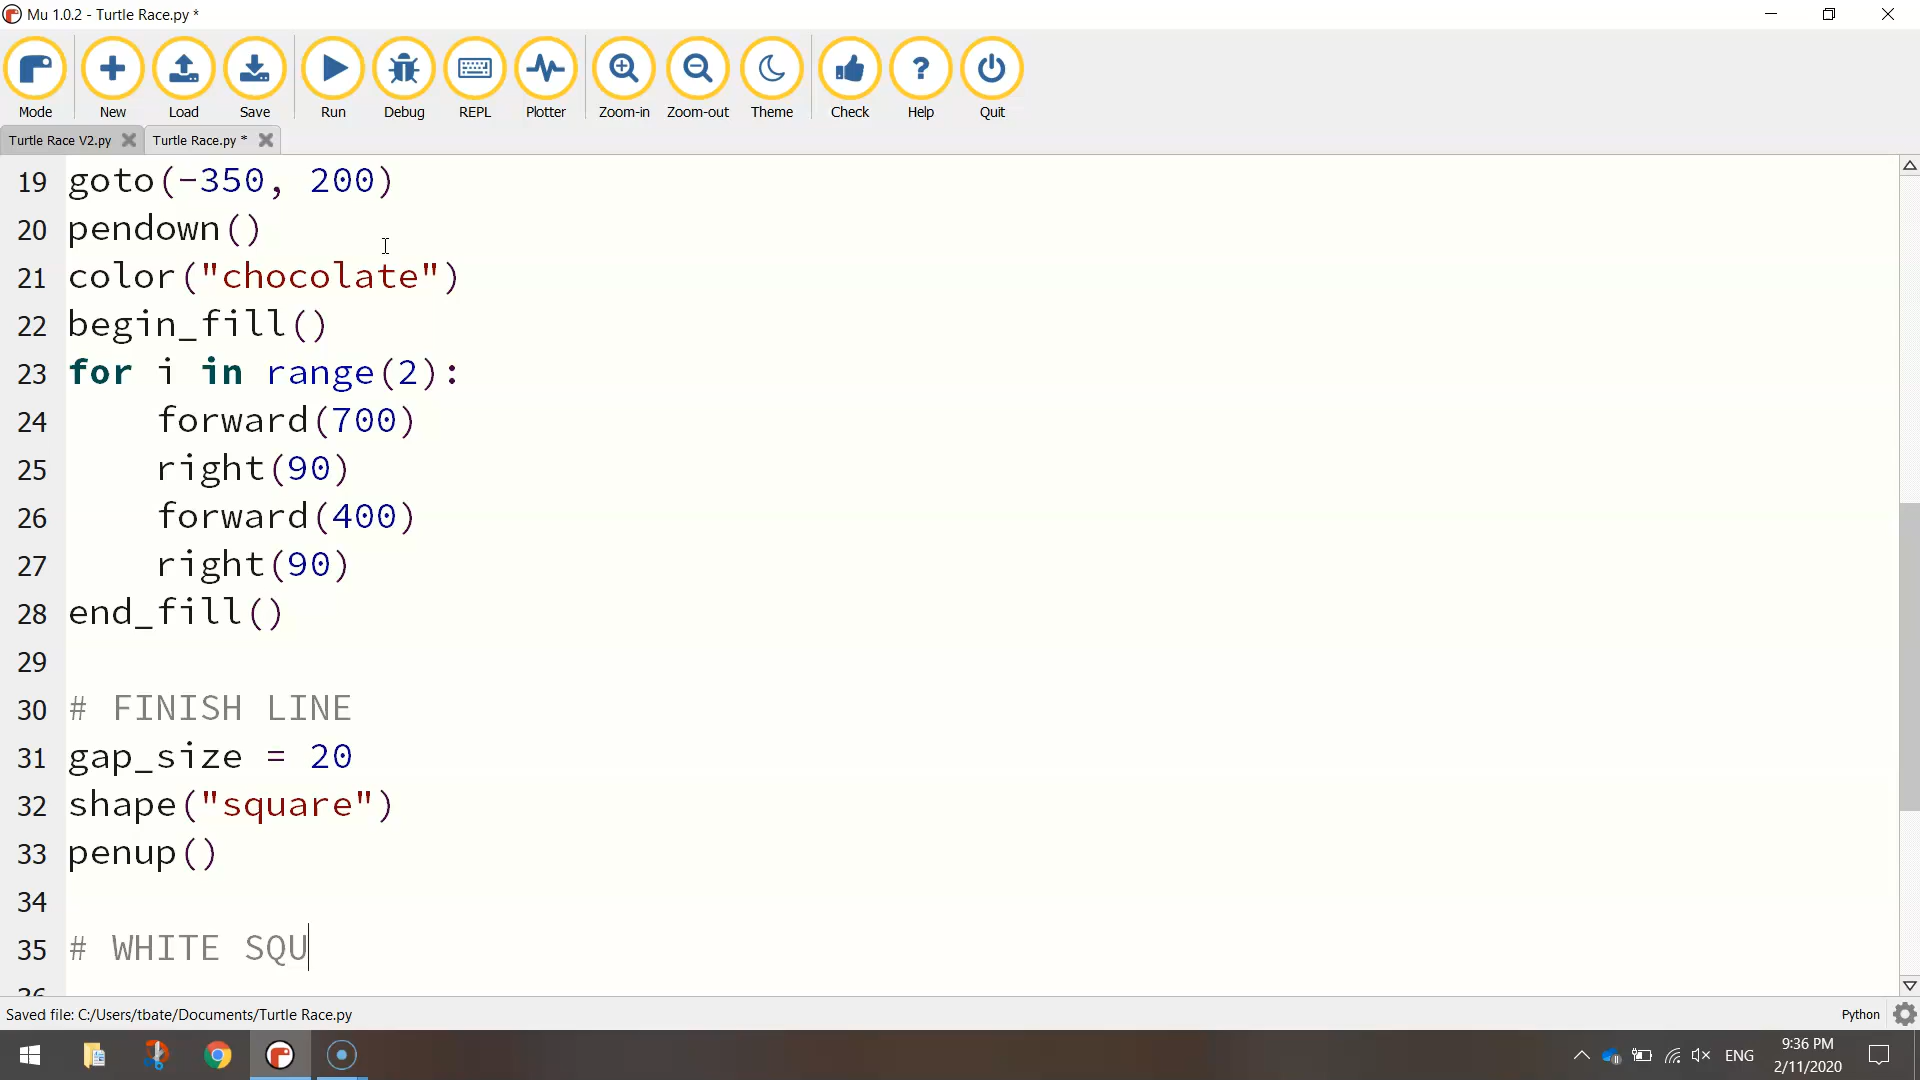 Mu 1.0.2 - Turtle Race.py *
Mode New Load Save Run Debug REPL Plotter Zoom-in Zoom-out Theme Check Help Quit
Turtle Race V2.py Turtle Race.py *
19 goto(-350, 200)
20 pendown()
21 color("chocolate")
22 begin_fill()
23 for i in range(2):
24     forward(700)
25     right(90)
26     forward(400)
27     right(90)
28 end_fill()
29
30 # FINISH LINE
31 gap_size = 20
32 shape("square")
33 penup()
34
35 # WHITE SQU
36
Saved file: C:/Users/tbate/Documents/Turtle Race.py Python
ENG 9:36 PM
2/11/2020